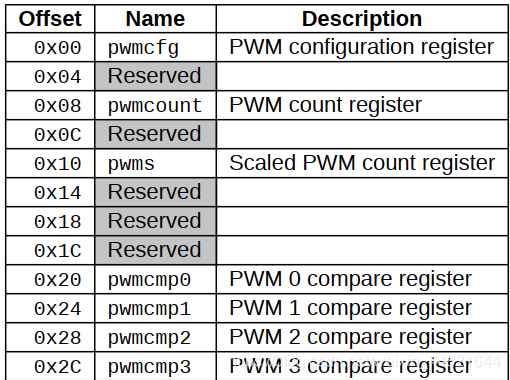 Offset Name Description
0x00 pwmcfg PWM configuration register
0x04 Reserved
0x08 pwmcount PWM count register
0x0C Reserved
0x10 pwms Scaled PWM count register
0x14 Reserved
0x18 Reserved
0x1C Reserved
0x20 pwmcmp0 PWM 0 compare register
0x24 pwmcmp1 PWM 1 compare register
0x28 pwmcmp2 PWM 2 compare register
0x2C pwmcmp3 PWM 3 compare register